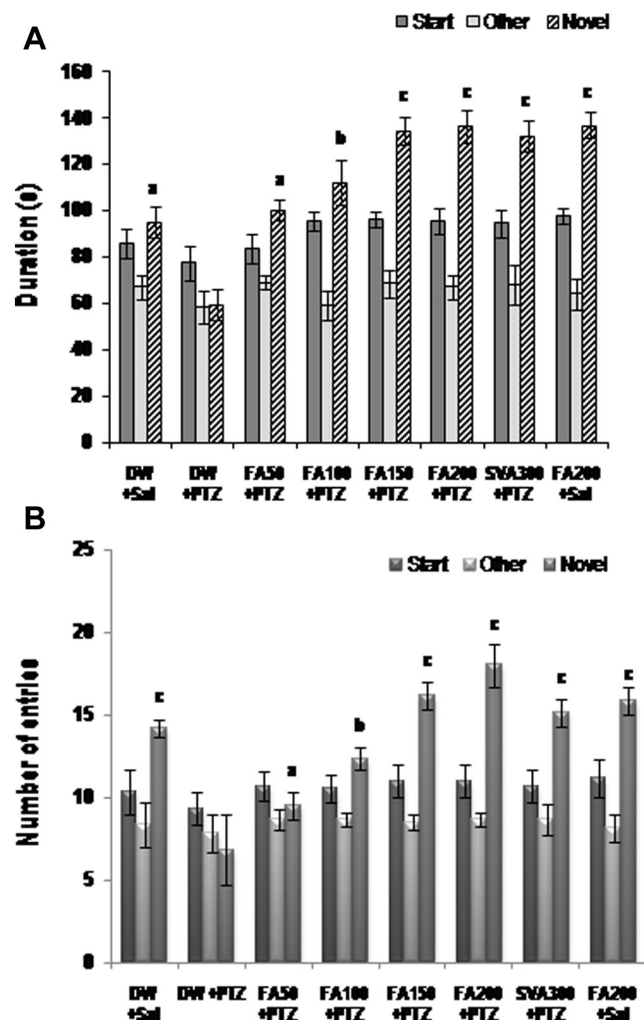 A
Start Other Novel
160
140
120
100
80
60
40
20
0
Duration (s)
a
a
b
c
c
c
c
DW +Sal
DW +PTZ
FA50 +PTZ
FA100 +PTZ
FA150 +PTZ
FA200 +PTZ
SVA300 +PTZ
FA200 +Sal
B
25
20
15
10
5
0
Number of entries
Start Other Novel
c
a
b
c
c
c
c
DW +Sal
DW +PTZ
FA50 +PTZ
FA100 +PTZ
FA150 +PTZ
FA200 +PTZ
SVA300 +PTZ
FA200 +Sal